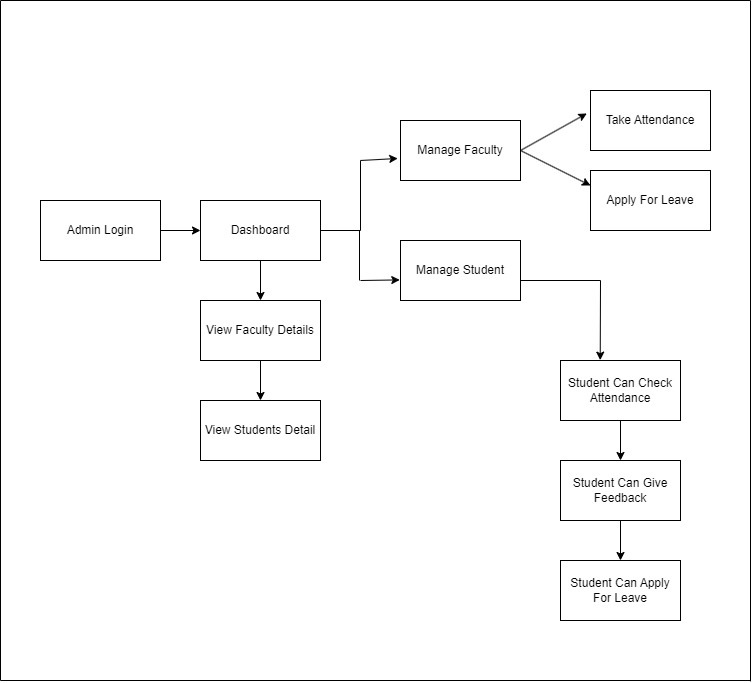 Take Attendance
Manage Faculty
Apply For Leave
Admin Login
Dashboard
Manage Student
View Faculty Details
Student Can Check
Attendance
View Students Detail
Student Can Give
Feedback
Student Can Apply
For Leave